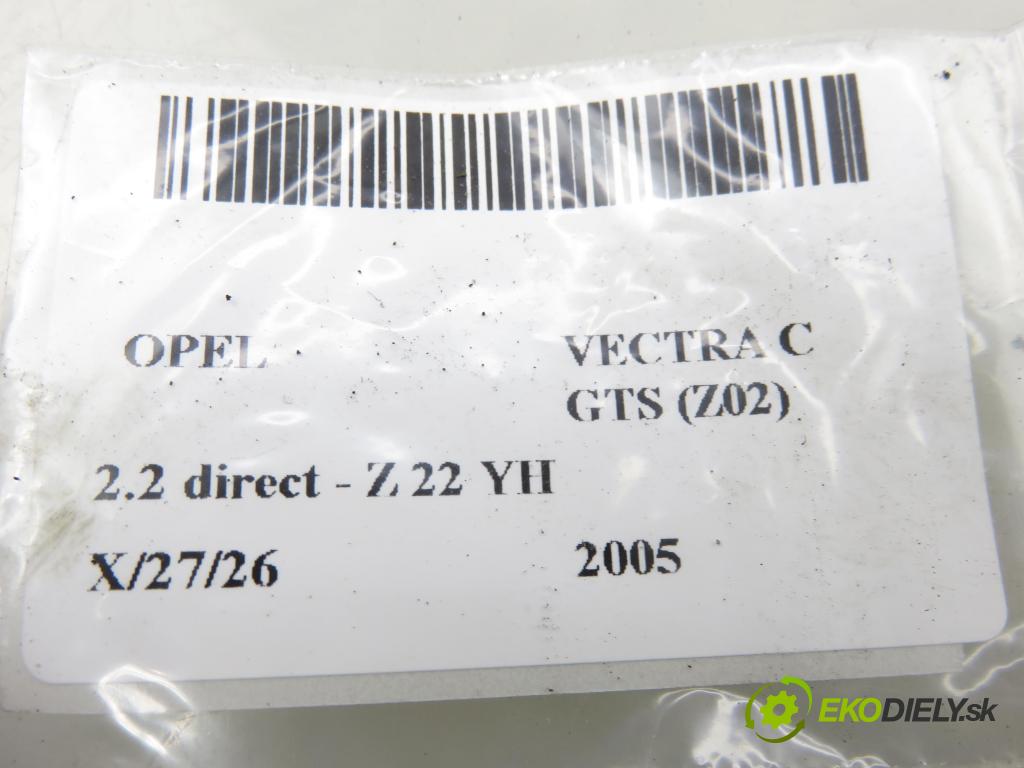 OPEL VECTRA C
GTS (Z02)
2.2 direct - Z 22 YH
X/27/26 2005
EKODIELY.sk